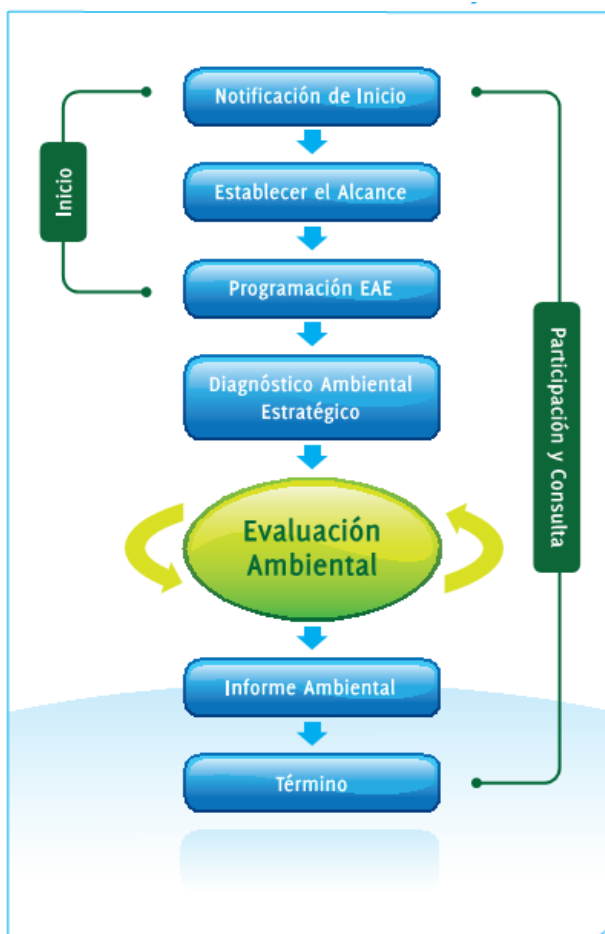 Notificación de Inicio
Establecer el Alcance
Inicio
Programación EAE
Diagnóstico Ambiental
Estratégico
Participación y Consulta
Evaluación
Ambiental
Informe Ambiental
Término